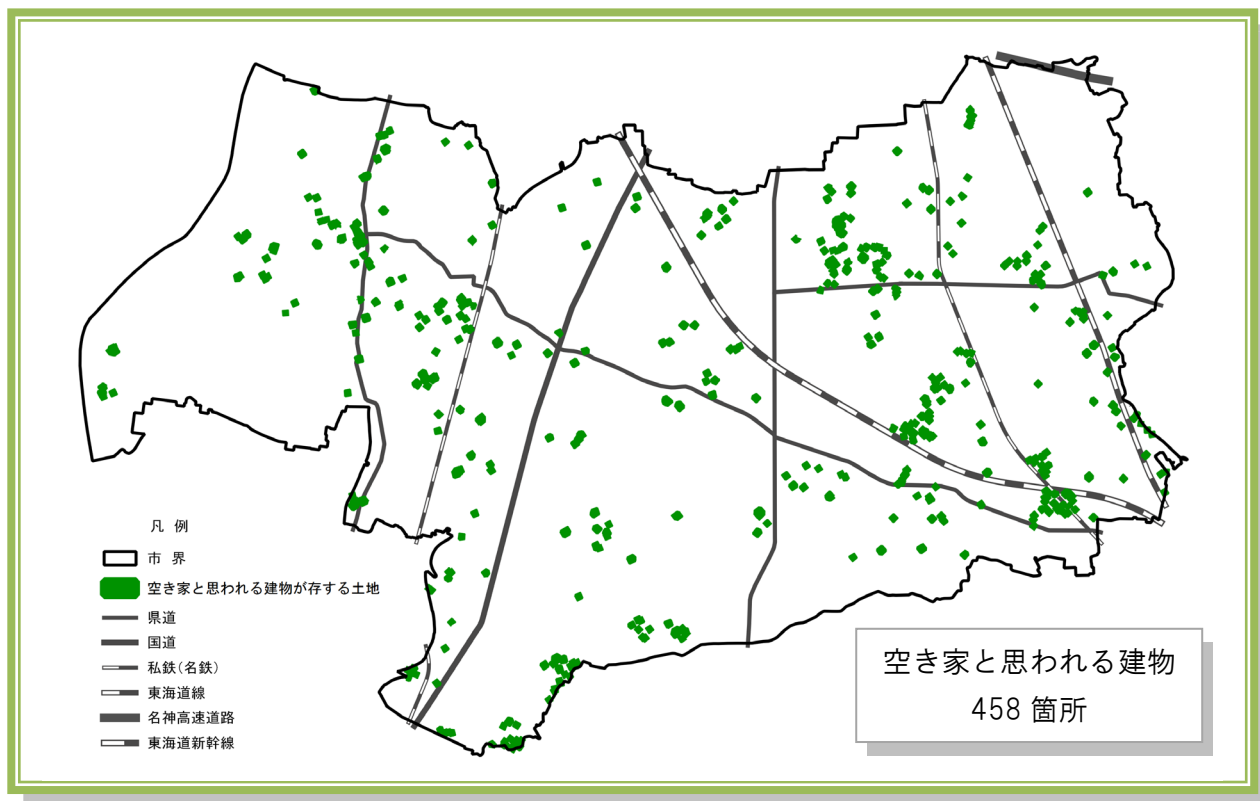 凡 例
市 界
空き家と思われる建物が存する土地
県道
国道
私鉄(名鉄)
東海道線
名神高速道路
東海道新幹線
空き家と思われる建物
458 箇所